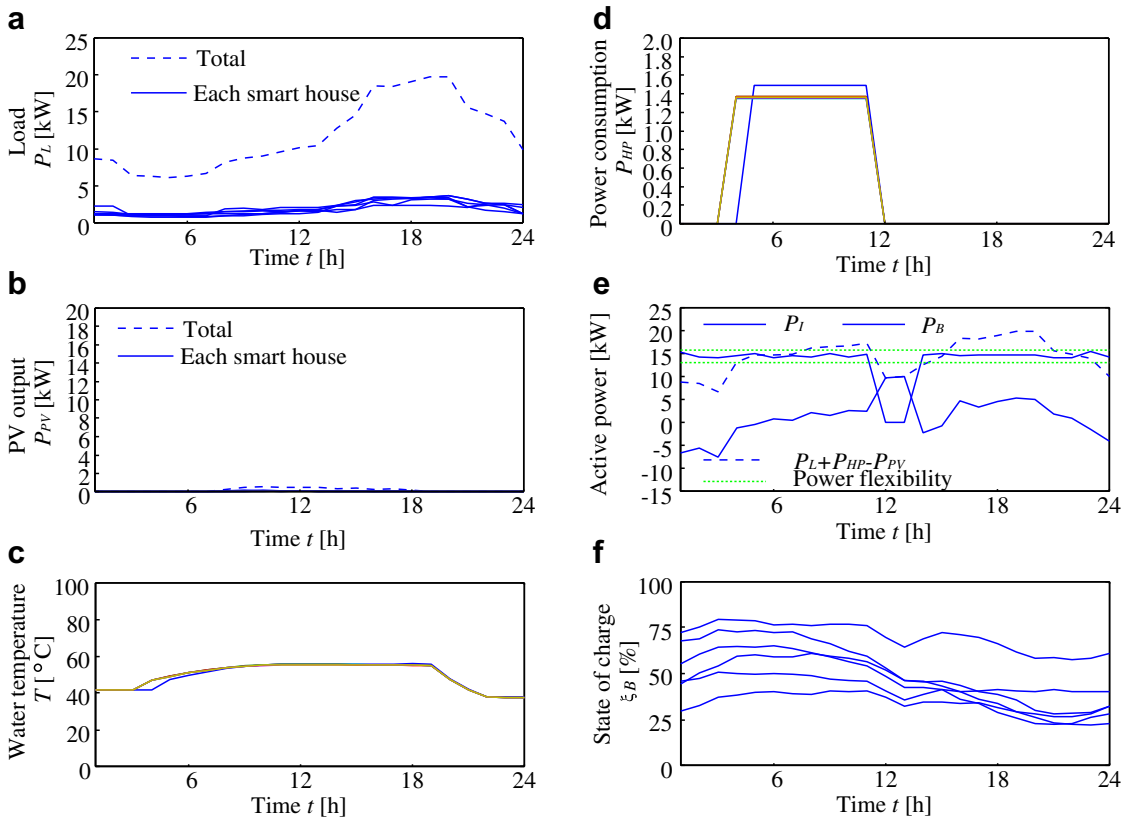 a
25
20
15
10
5
0
Load
P_L [kW]
Total
Each smart house
6
12
18
24
Time t [h]
b
20
18
16
14
12
10
8
6
4
2
0
PV output
P_PV [kW]
Total
Each smart house
6
12
18
24
Time t [h]
c
100
80
60
40
20
0
Water temperature
T [°C]
6
12
18
24
Time t [h]
d
2.0
1.8
1.6
1.4
1.2
1.0
0.8
0.6
0.4
0.2
0.0
Power consumption
P_HP [kW]
6
12
18
24
Time t [h]
e
25
20
15
10
5
0
-5
-10
-15
Active power [kW]
P_I
P_B
P_L+P_HP-P_PV
Power flexibility
6
12
18
24
Time t [h]
f
100
75
50
25
0
State of charge
ξ_B [%]
6
12
18
24
Time t [h]